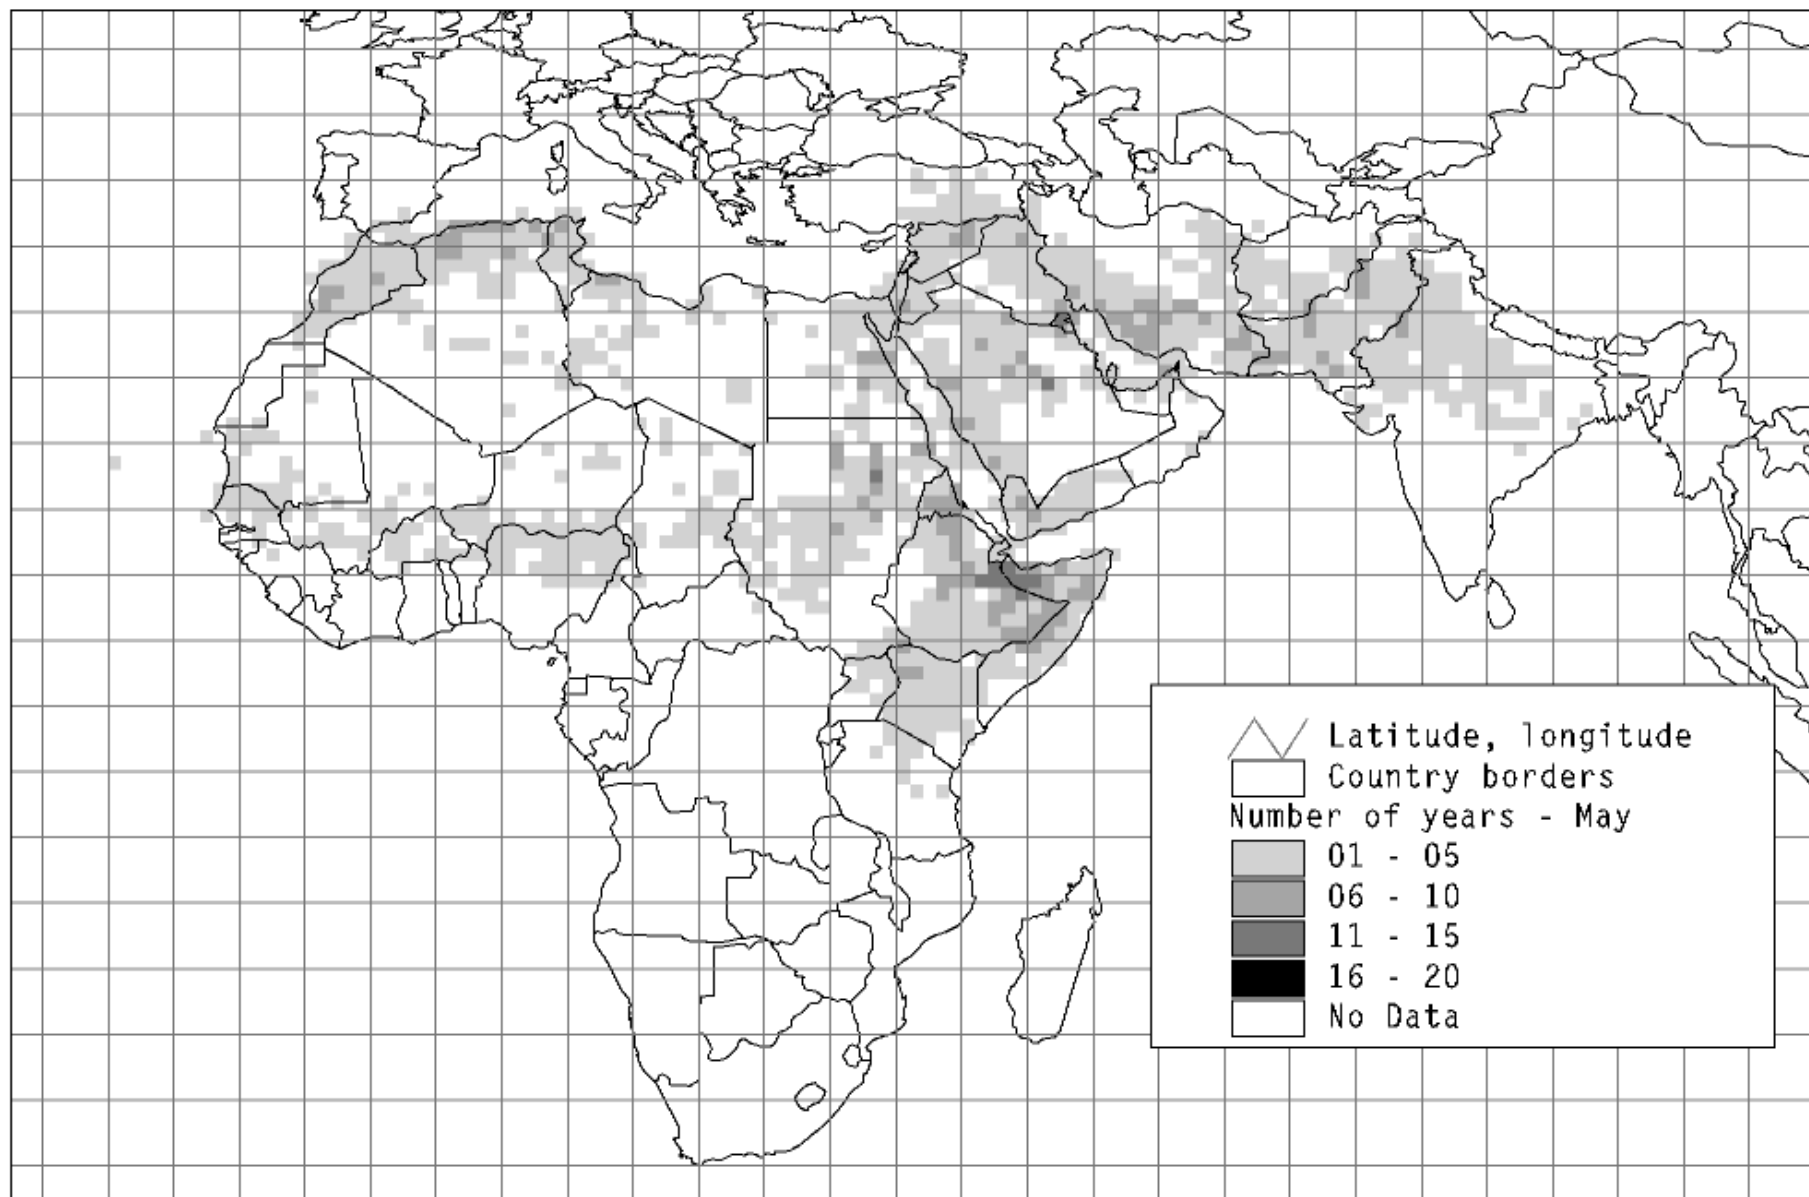 Latitude, longitude
Country borders
Number of years - May
01 - 05
06 - 10
11 - 15
16 - 20
No Data